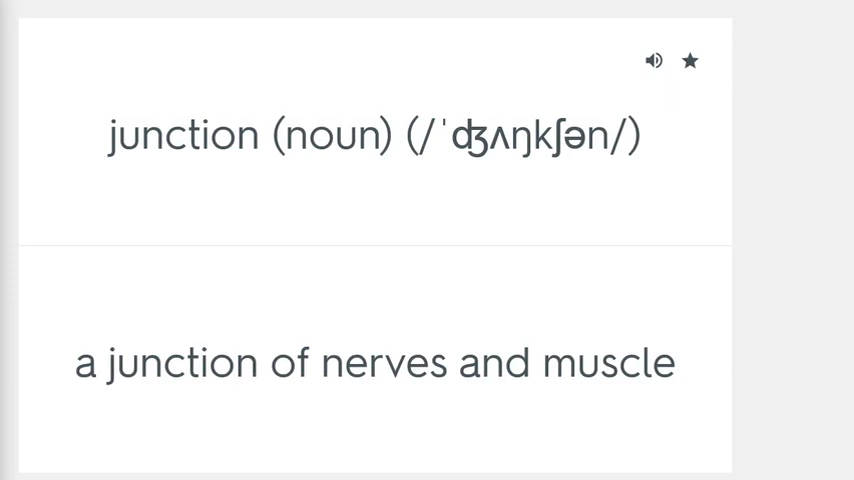 junction (noun) (/ˈʤʌŋkʃən/)
a junction of nerves and muscle